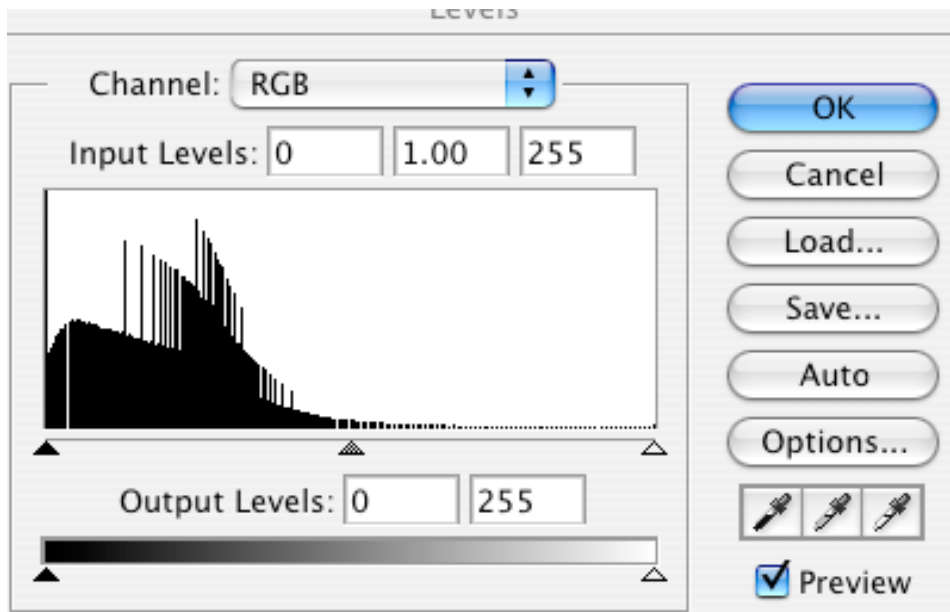 Levels
Channel: RGB
Input Levels: 0 1.00 255
Output Levels: 0 255
OK
Cancel
Load...
Save...
Auto
Options...
Preview